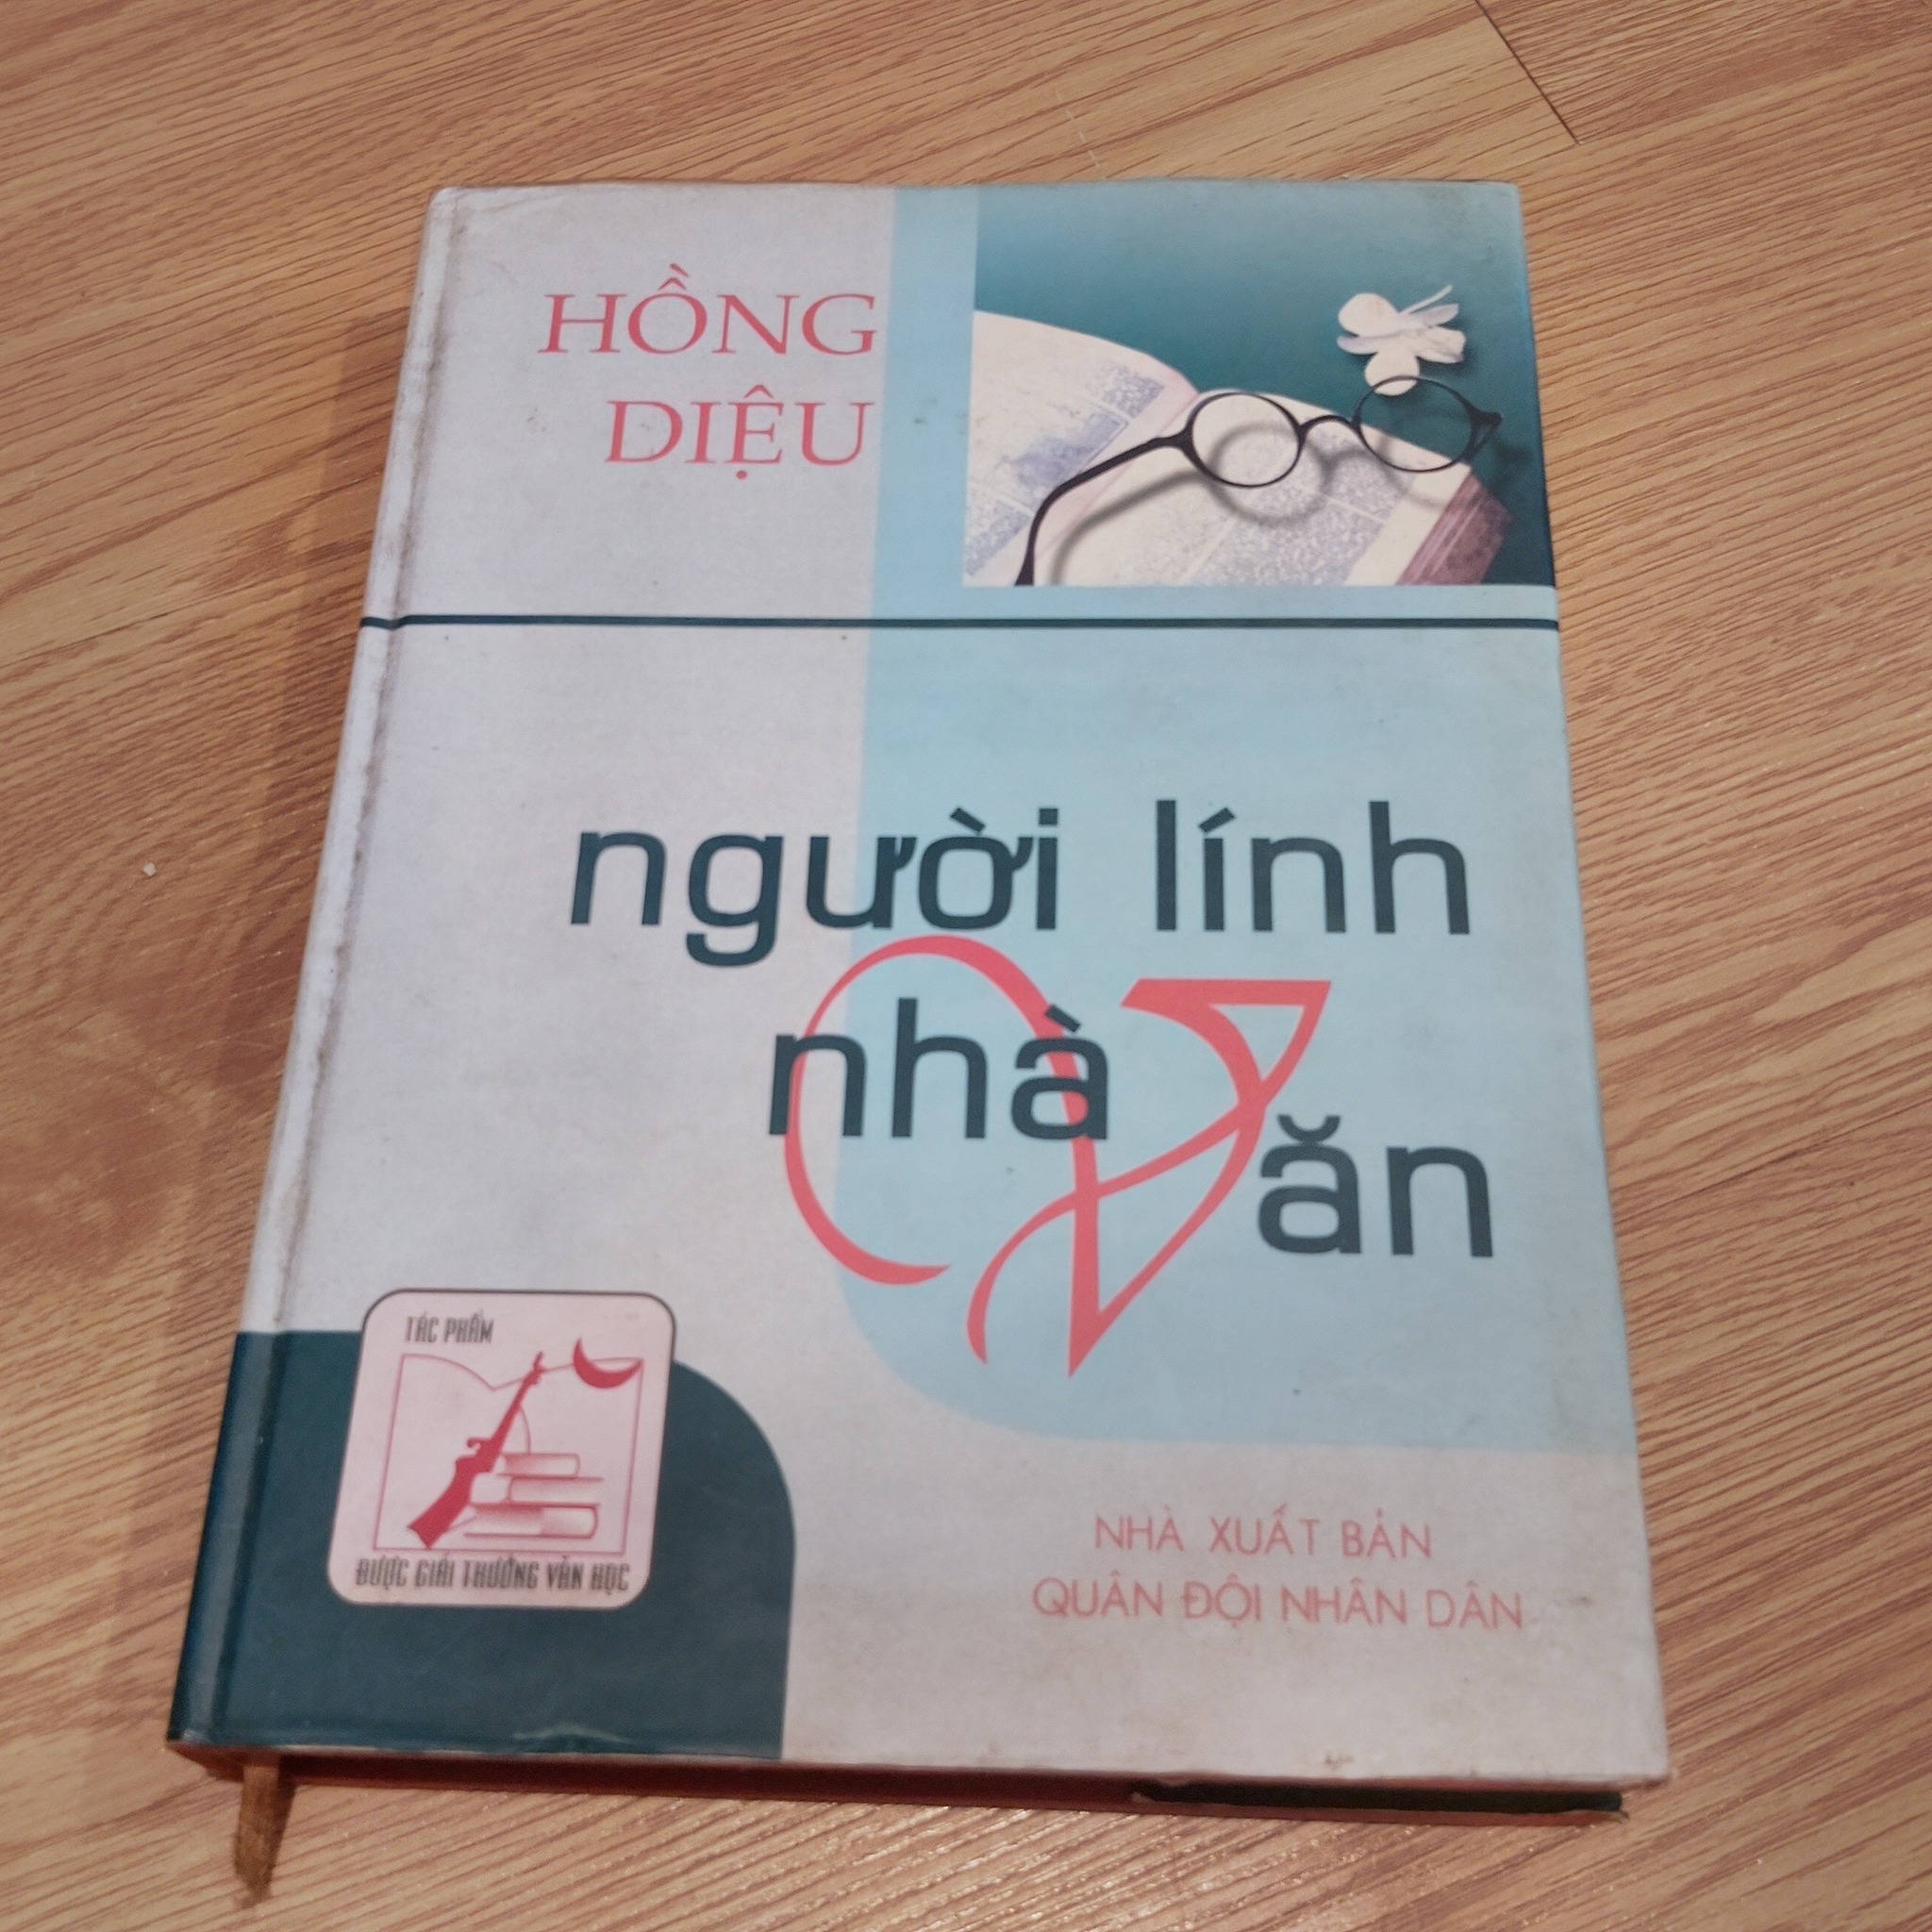 HỒNG
DIỆU
người lính
nhà Văn
TÁC PHẨM
ĐƯỢC GIẢI THƯỞNG VĂN HỌC
NHÀ XUẤT BẢN
QUÂN ĐỘI NHÂN DÂN